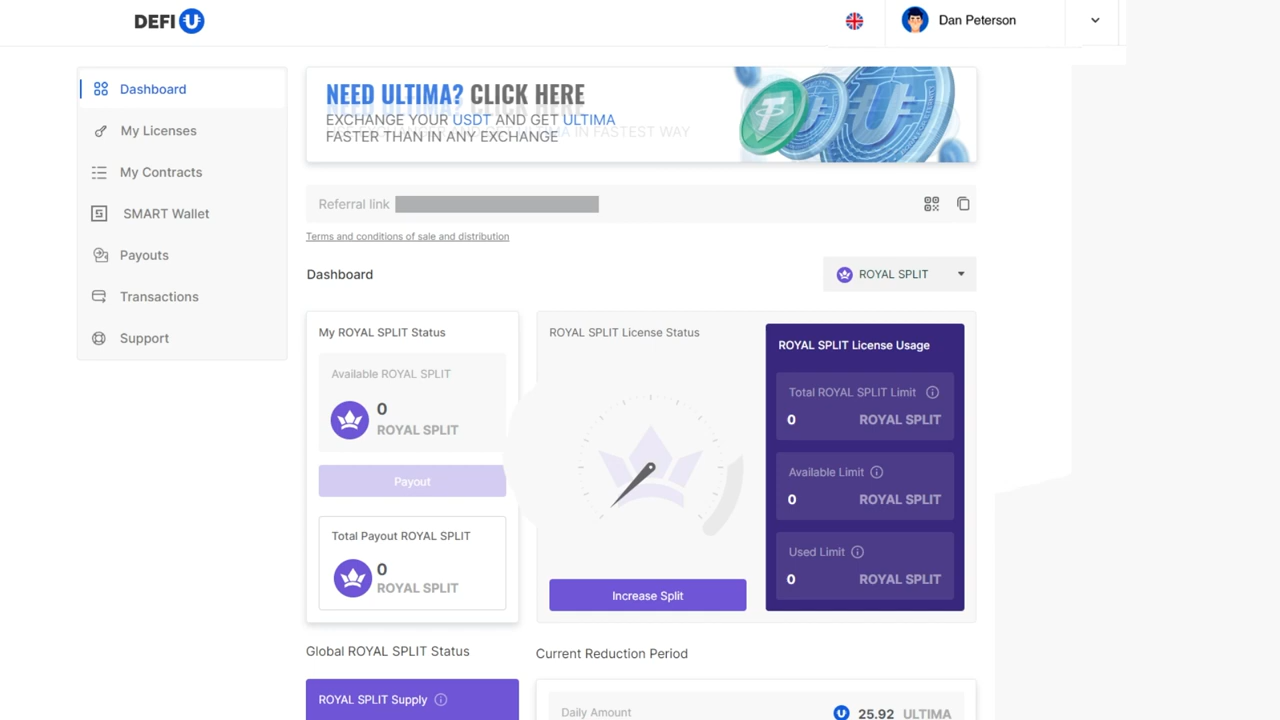 DEFI U
Dan Peterson
Dashboard
My Licenses
My Contracts
SMART Wallet
Payouts
Transactions
Support
NEED ULTIMA? CLICK HERE
EXCHANGE YOUR USDT AND GET ULTIMA
FASTER THAN IN ANY EXCHANGE
Referral link
Terms and conditions of sale and distribution
Dashboard
ROYAL SPLIT
My ROYAL SPLIT Status
Available ROYAL SPLIT
0
ROYAL SPLIT
Payout
Total Payout ROYAL SPLIT
0
ROYAL SPLIT
ROYAL SPLIT License Status
Increase Split
ROYAL SPLIT License Usage
Total ROYAL SPLIT Limit
0 ROYAL SPLIT
Available Limit
0 ROYAL SPLIT
Used Limit
0 ROYAL SPLIT
Global ROYAL SPLIT Status
ROYAL SPLIT Supply
Current Reduction Period
Daily Amount
25.92 ULTIMA